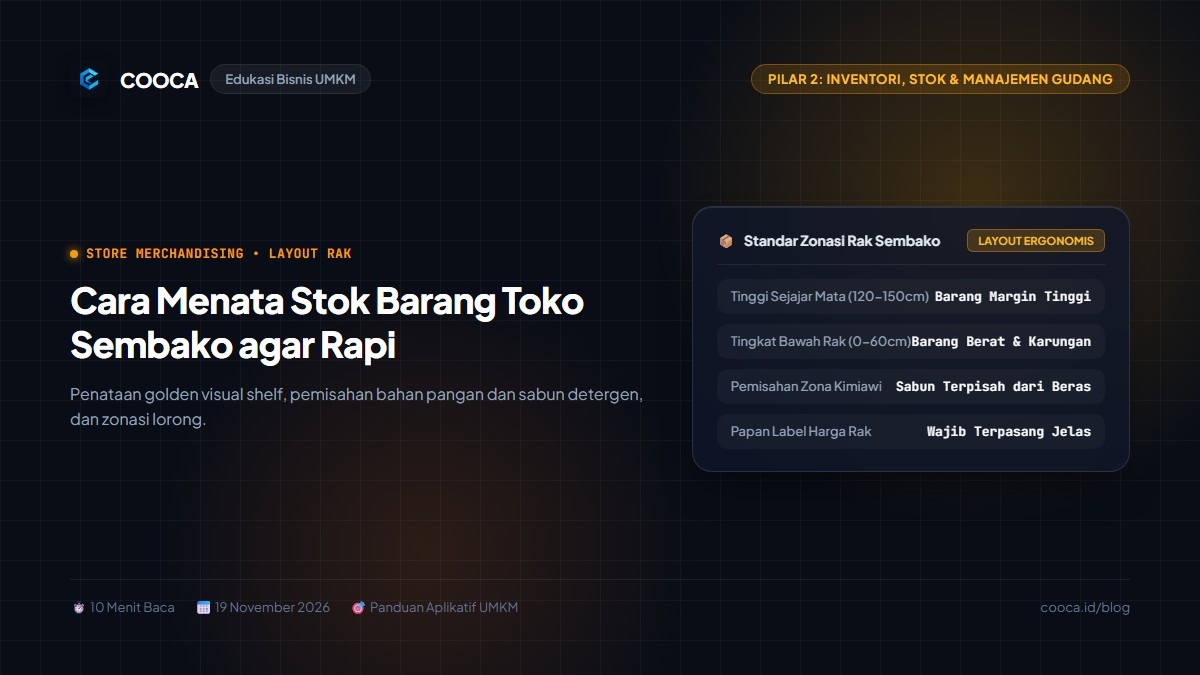 COOCA
Edukasi Bisnis UMKM
PILAR 2: INVENTORI, STOK & MANAJEMEN GUDANG
STORE MERCHANDISING • LAYOUT RAK
Cara Menata Stok Barang Toko
Sembako agar Rapi
Penataan golden visual shelf, pemisahan bahan pangan dan sabun detergen,
dan zonasi lorong.
Standar Zonasi Rak Sembako
LAYOUT ERGONOMIS
Tinggi Sejajar Mata (120–150cm) Barang Margin Tinggi
Tingkat Bawah Rak (0–60cm) Barang Berat & Karungan
Pemisahan Zona Kimiawi Sabun Terpisah dari Beras
Papan Label Harga Rak Wajib Terpasang Jelas
10 Menit Baca
19 November 2026
Panduan Aplikatif UMKM
cooca.id/blog